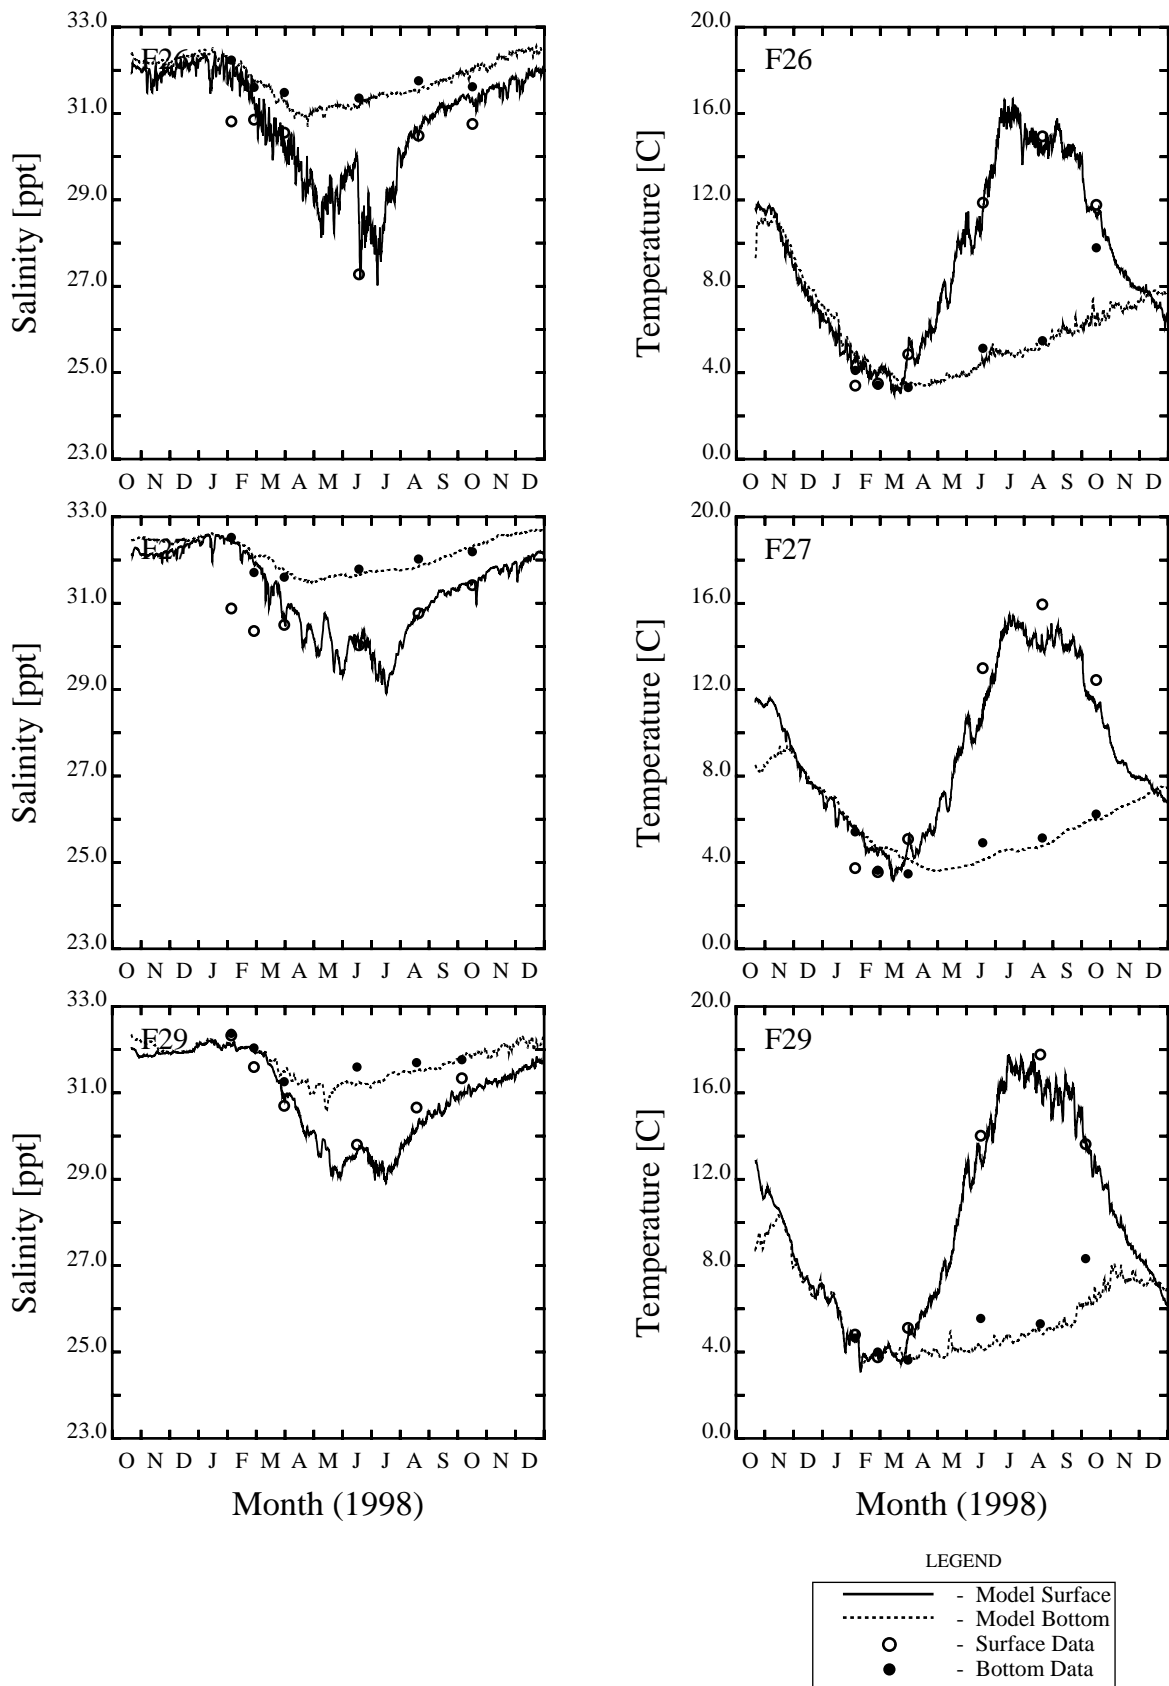 33.0
31.0
29.0
27.0
25.0
23.0
Salinity [ppt]
F26
O N D J F M A M J J A S O N D
20.0
16.0
12.0
8.0
4.0
0.0
Temperature [C]
F26
O N D J F M A M J J A S O N D
33.0
31.0
29.0
27.0
25.0
23.0
Salinity [ppt]
F27
O N D J F M A M J J A S O N D
20.0
16.0
12.0
8.0
4.0
0.0
Temperature [C]
F27
O N D J F M A M J J A S O N D
33.0
31.0
29.0
27.0
25.0
23.0
Salinity [ppt]
F29
O N D J F M A M J J A S O N D
Month (1998)
20.0
16.0
12.0
8.0
4.0
0.0
Temperature [C]
F29
O N D J F M A M J J A S O N D
Month (1998)
LEGEND
- Model Surface
- Model Bottom
- Surface Data
- Bottom Data